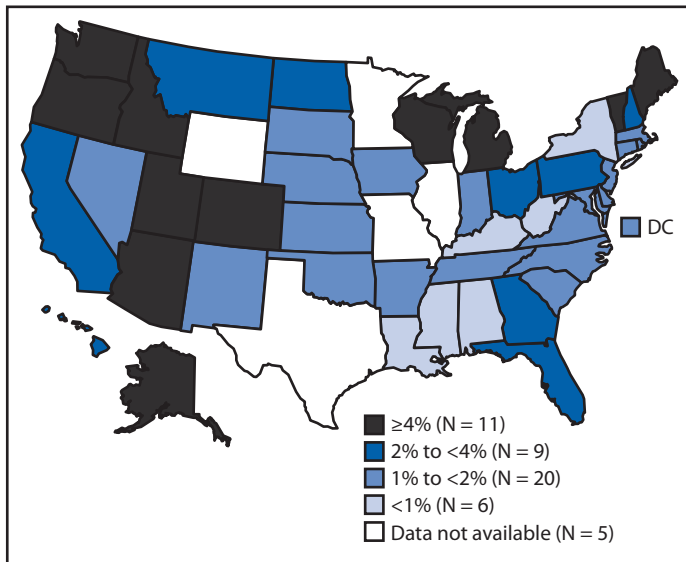 DC
≥4% (N = 11)
2% to <4% (N = 9)
1% to <2% (N = 20)
<1% (N = 6)
Data not available (N = 5)